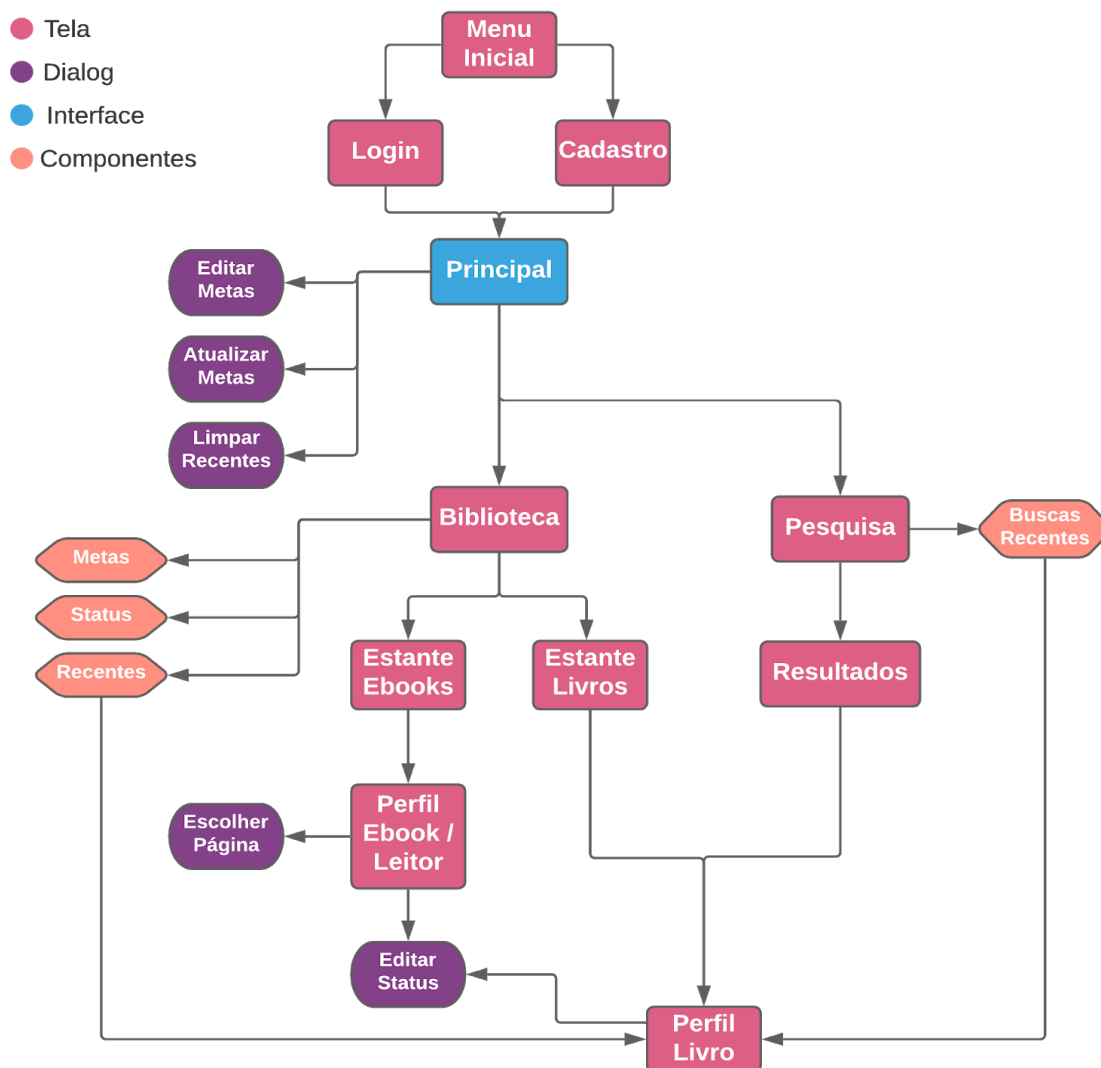 Tela
Dialog
Interface
Componentes
Menu
Inicial
Login
Cadastro
Principal
Editar
Metas
Atualizar
Metas
Limpar
Recentes
Biblioteca
Pesquisa
Buscas
Recentes
Metas
Status
Recentes
Estante
Ebooks
Estante
Livros
Resultados
Perfil
Ebook /
Leitor
Escolher
Página
Editar
Status
Perfil
Livro